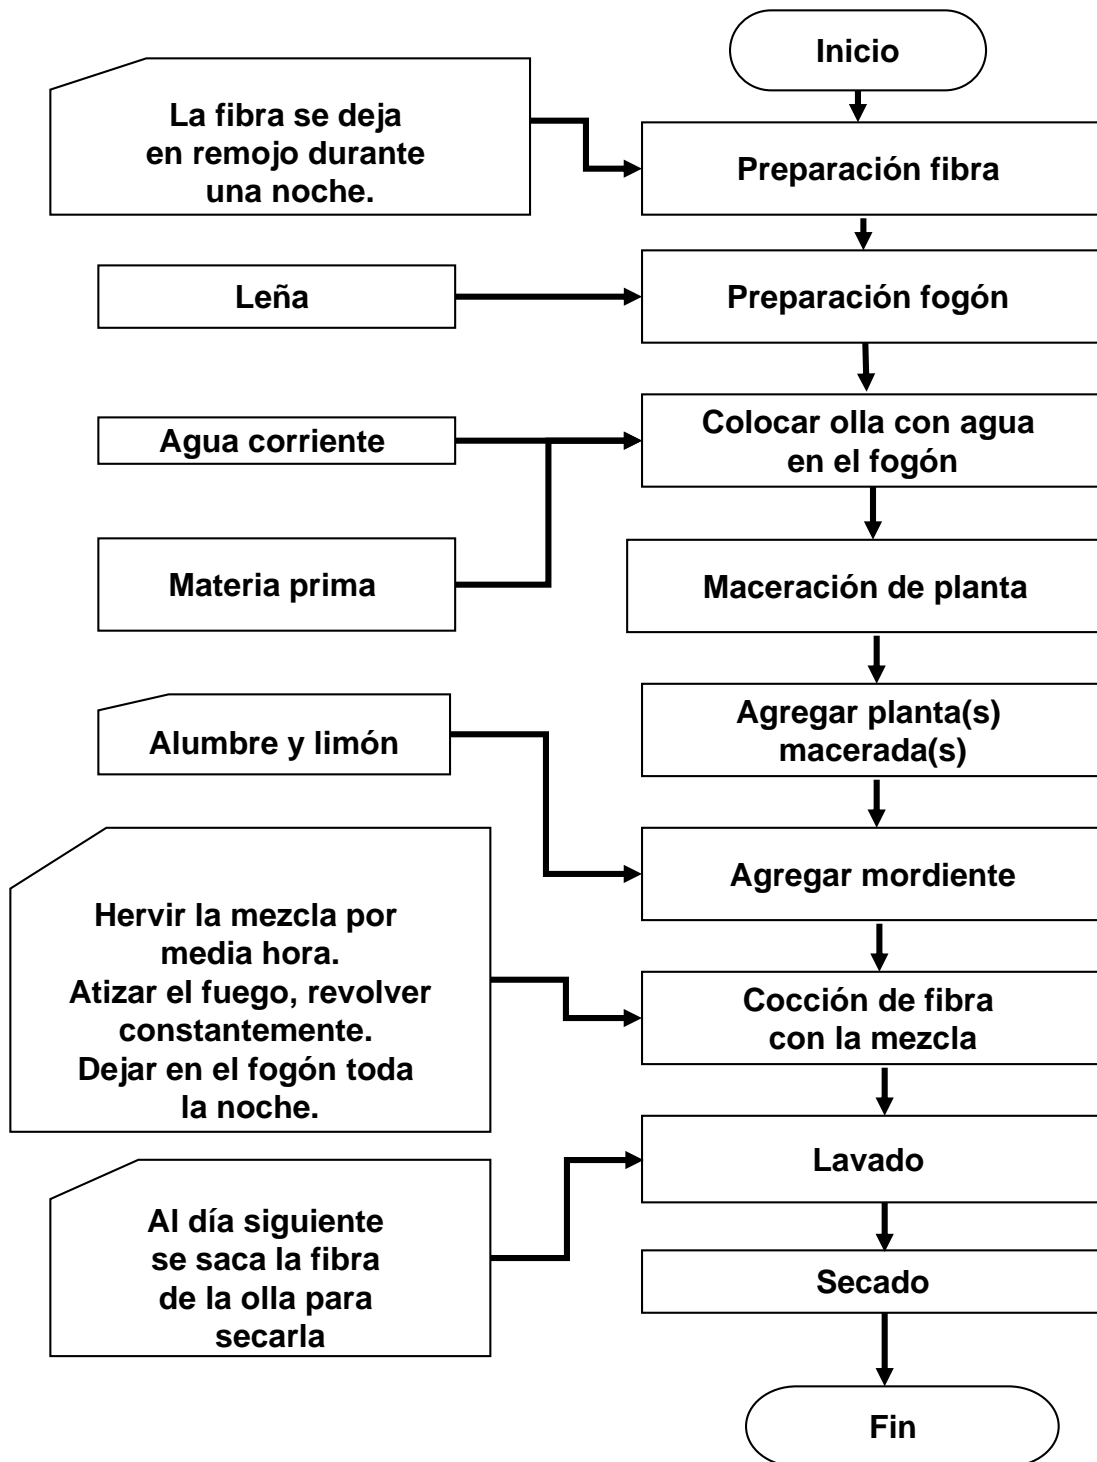 Inicio
La fibra se deja
en remojo durante
una noche.
Preparación fibra
Leña
Preparación fogón
Agua corriente
Colocar olla con agua
en el fogón
Materia prima
Maceración de planta
Agregar planta(s)
macerada(s)
Alumbre y limón
Agregar mordiente
Hervir la mezcla por
media hora.
Atizar el fuego, revolver
constantemente.
Dejar en el fogón toda
la noche.
Cocción de fibra
con la mezcla
Lavado
Al día siguiente
se saca la fibra
de la olla para
secarla
Secado
Fin